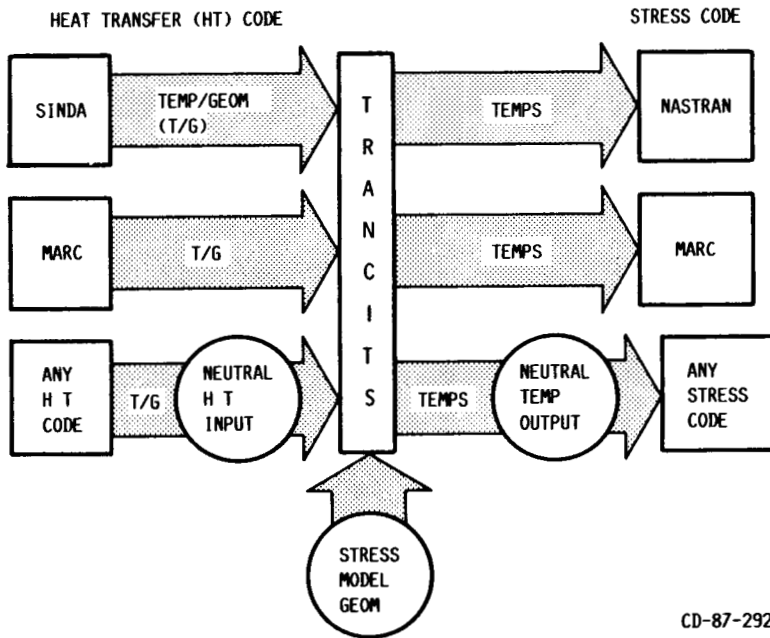 HEAT TRANSFER (HT) CODE
STRESS CODE
SINDA
TEMP/GEOM
(T/G)
TEMPS
NASTRAN
MARC
T/G
TEMPS
MARC
ANY
H T
CODE
T/G
NEUTRAL
H T
INPUT
TRANCITS
TEMPS
NEUTRAL
TEMP
OUTPUT
ANY
STRESS
CODE
STRESS
MODEL
GEOM
CD-87-292